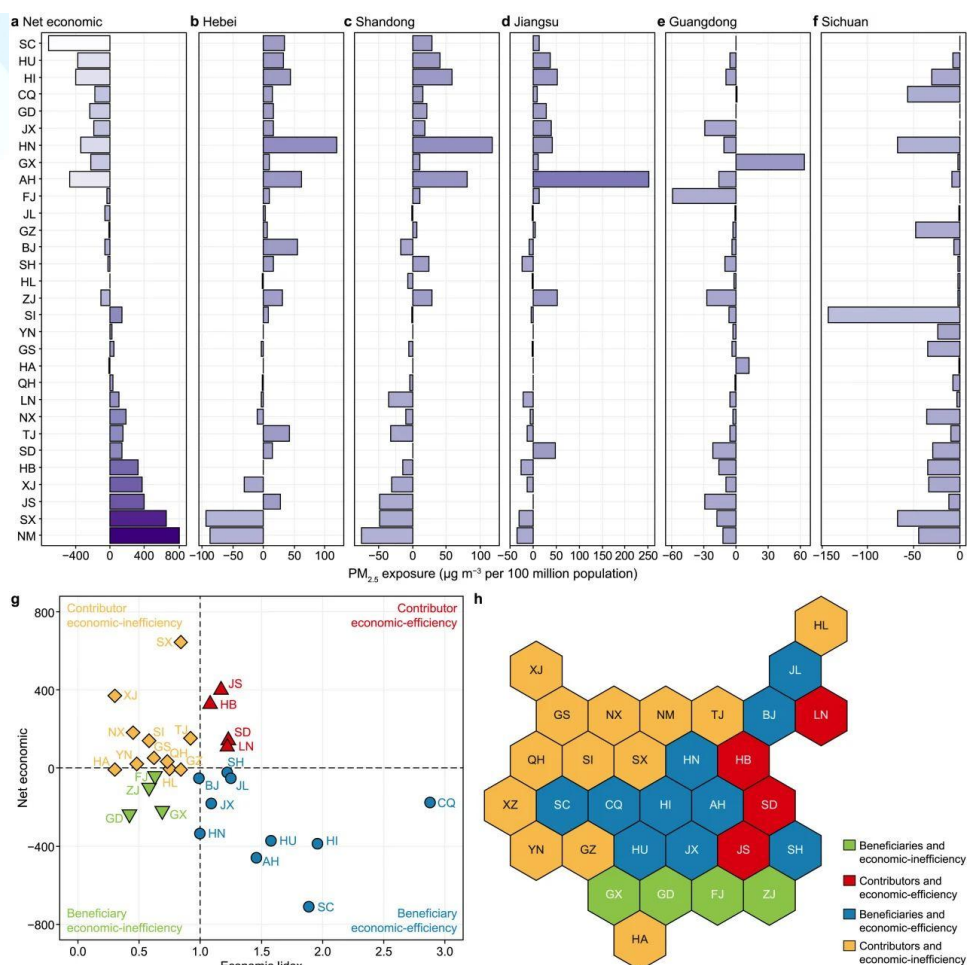 a Net economic
b Hebei
c Shandong
d Jiangsu
e Guangdong
f Sichuan
SC
HU
HI
CQ
GD
JX
HN
GX
AH
FJ
JL
GZ
BJ
SH
HL
ZJ
SI
YN
GS
HA
QH
LN
NX
TJ
SD
HB
XJ
JS
SX
NM
−400 0 400 800
−100 0 100
−50 0 50 100
−50 0 50 100 150 200 250
−60 −30 0 30 60
−150 −100 −50 0
PM2.5 exposure (μg m−3 per 100 million population)
g
Contributor
economic-inefficiency
Contributor
economic-efficiency
Beneficiary
economic-inefficiency
Beneficiary
economic-efficiency
800
400
0
−400
−800
Net economic
SX
JS
XJ
HB
NX
SI
TJ
SD
LN
YN
GS
QH
HA
GZ
SH
FJ
HL
BJ
JL
ZJ
GD
GX
JX
CQ
HN
HU
HI
AH
SC
0.0 0.5 1.0 1.5 2.0 2.5 3.0
h
HL
XJ JL
GS NX NM TJ BJ LN
QH SI SX HN HB
XZ SC CQ HI AH SD
YN GZ HU JX JS SH
GX GD FJ ZJ
HA
Beneficiaries and
economic-inefficiency
Contributors and
economic-efficiency
Beneficiaries and
economic-efficiency
Contributors and
economic-inefficiency